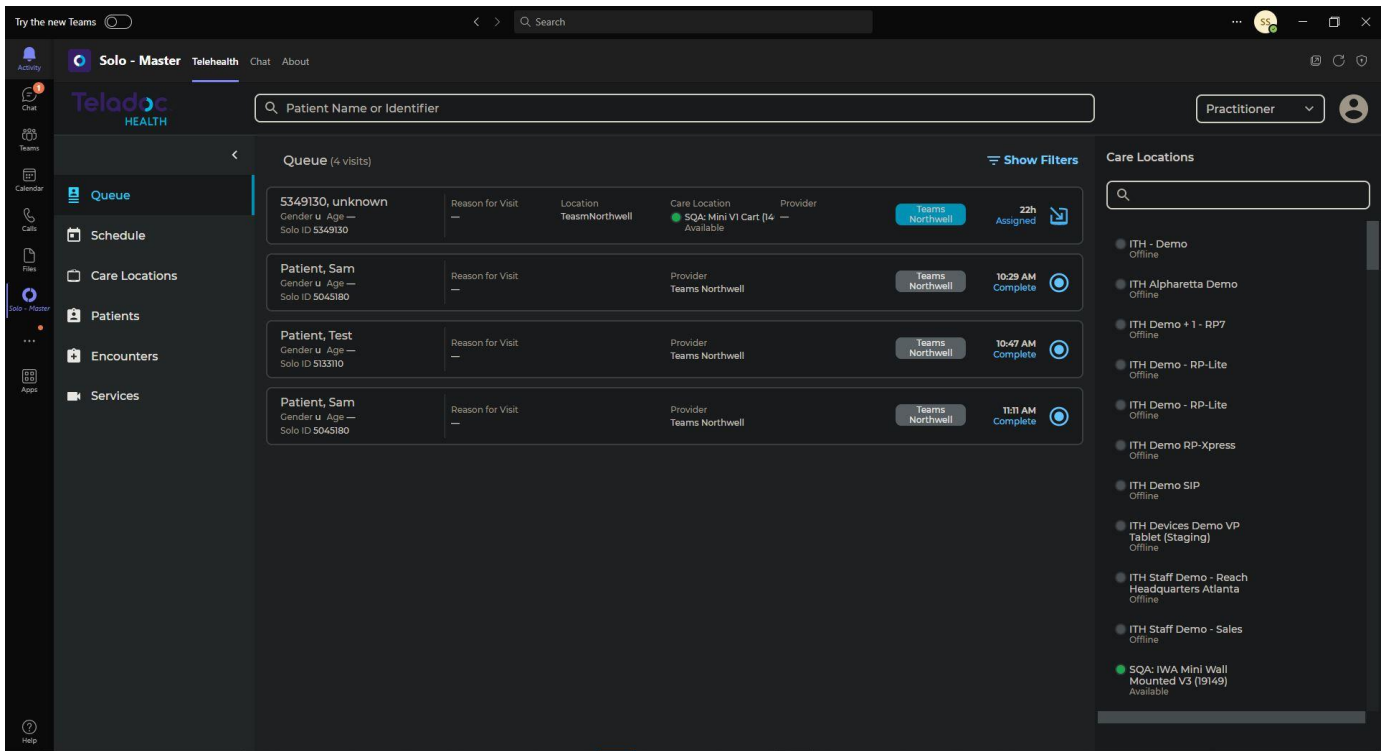 Try the new Teams
Search
SS
Activity
Chat
1
Teams
Calendar
Calls
Files
Solo - Master
Apps
Help
Solo - Master Telehealth Chat About
Teladoc
HEALTH
Patient Name or Identifier
Practitioner
Queue
Schedule
Care Locations
Patients
Encounters
Services
Queue (4 visits)
Show Filters
5349130, unknown
Gender u Age —
Solo ID 5349130
Reason for Visit
—
Location
TeasmNorthwell
Care Location
SQA: Mini V1 Cart (14
Available
Provider
—
Teams
Northwell
22h
Assigned
Patient, Sam
Gender u Age —
Solo ID 5045180
Reason for Visit
—
Provider
Teams Northwell
Teams
Northwell
10:29 AM
Complete
Patient, Test
Gender u Age —
Solo ID 5133110
Reason for Visit
—
Provider
Teams Northwell
Teams
Northwell
10:47 AM
Complete
Patient, Sam
Gender u Age —
Solo ID 5045180
Reason for Visit
—
Provider
Teams Northwell
Teams
Northwell
11:11 AM
Complete
Care Locations
ITH - Demo
Offline
ITH Alpharetta Demo
Offline
ITH Demo + 1 - RP7
Offline
ITH Demo - RP-Lite
Offline
ITH Demo - RP-Lite
Offline
ITH Demo RP-Xpress
Offline
ITH Demo SIP
Offline
ITH Devices Demo VP
Tablet (Staging)
Offline
ITH Staff Demo - Reach
Headquarters Atlanta
Offline
ITH Staff Demo - Sales
Offline
SQA: IWA Mini Wall
Mounted V3 (19149)
Available